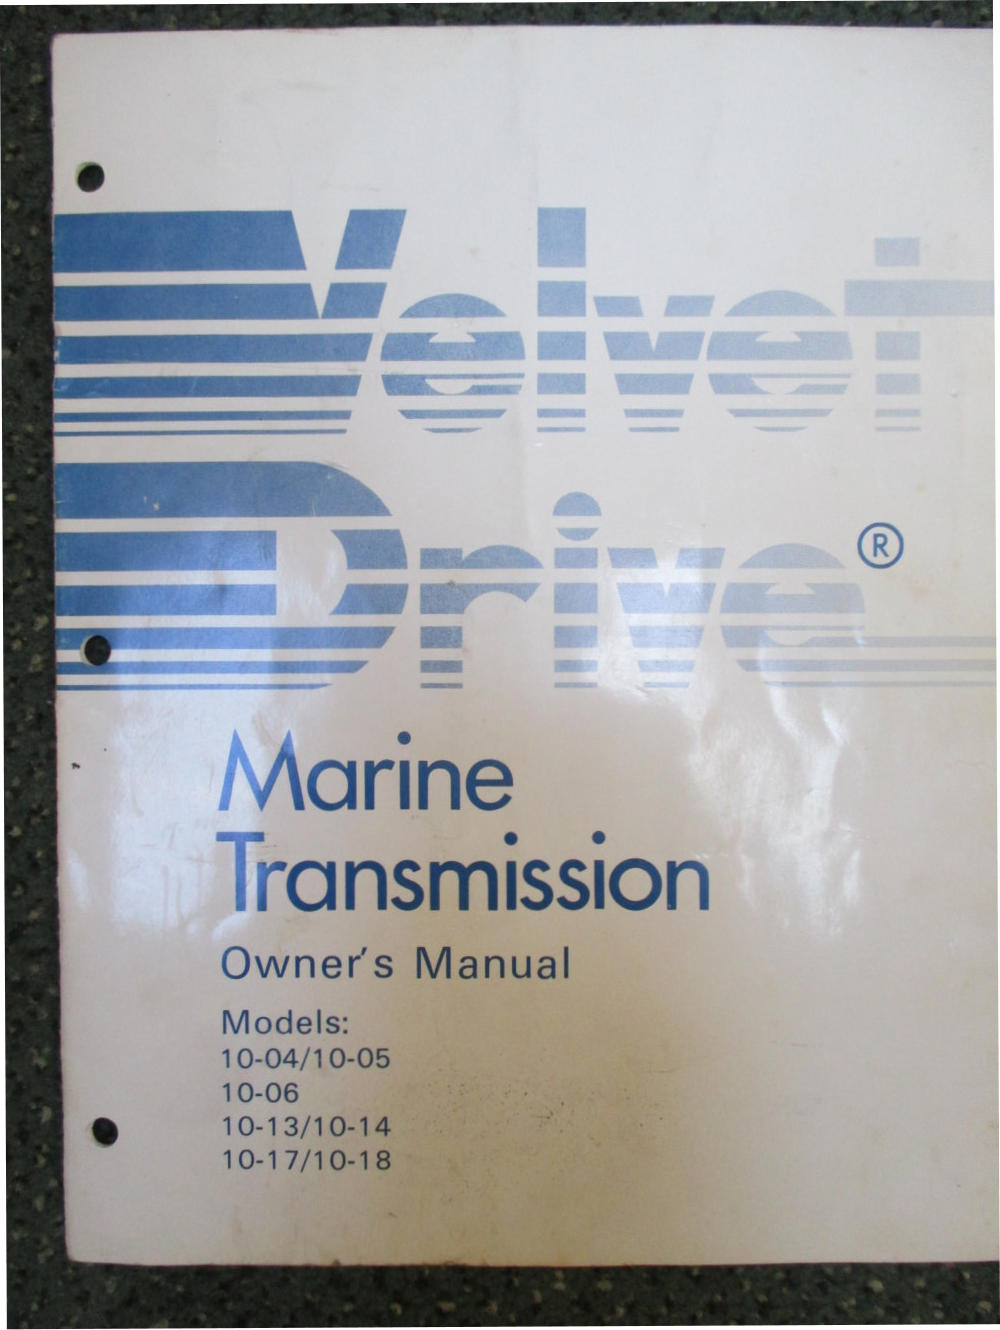 Velvet
Drive®
Marine
Transmission
Owner's Manual
Models:
10-04/10-05
10-06
10-13/10-14
10-17/10-18